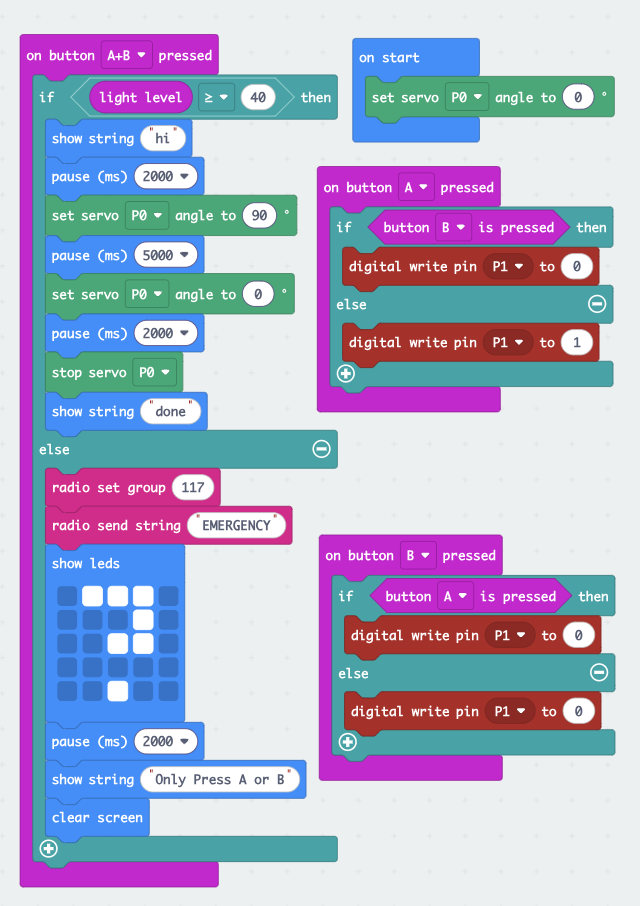 on button A+B pressed
if light level ≥ 40 then
show string "hi"
pause (ms) 2000
set servo P0 angle to 90 °
pause (ms) 5000
set servo P0 angle to 0 °
pause (ms) 2000
stop servo P0
show string "done"
else
radio set group 117
radio send string "EMERGENCY"
show leds
pause (ms) 2000
show string "Only Press A or B"
clear screen
on start
set servo P0 angle to 0 °
on button A pressed
if button B is pressed then
digital write pin P1 to 0
else
digital write pin P1 to 1
on button B pressed
if button A is pressed then
digital write pin P1 to 0
else
digital write pin P1 to 0